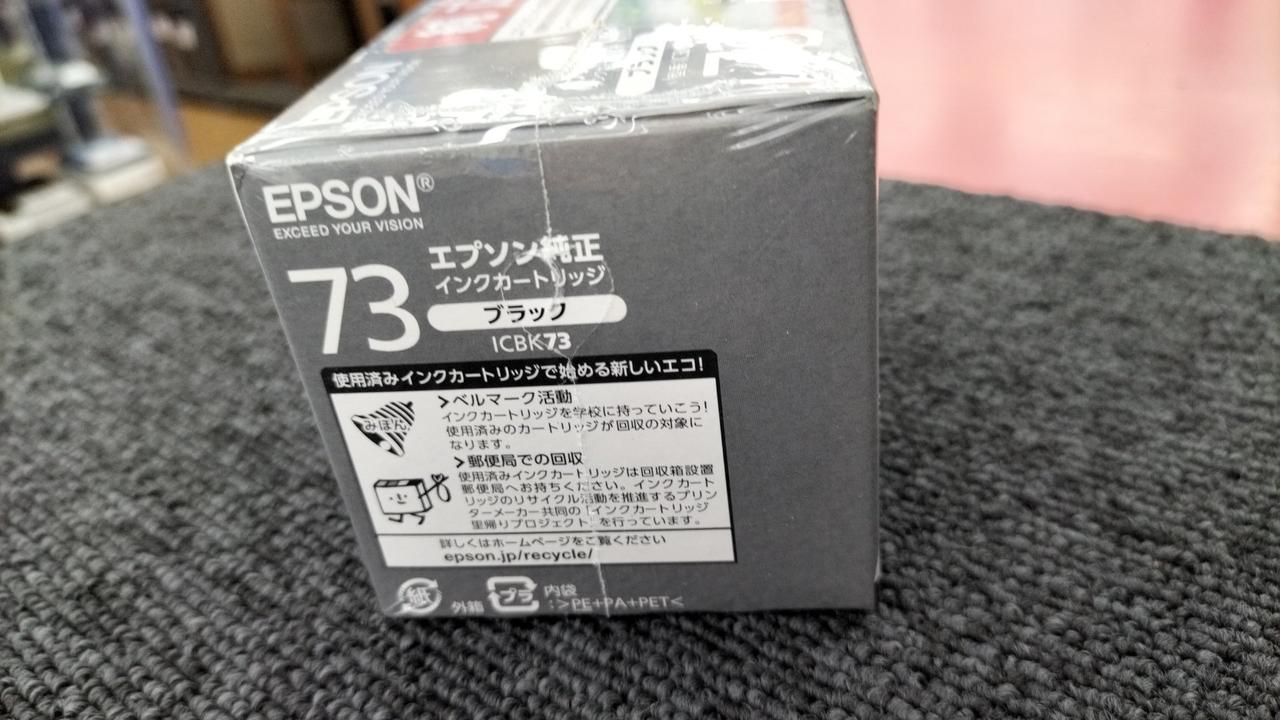 EPSON
ブラック
EPSON®
EXCEED YOUR VISION
73
エプソン純正
インクカートリッジ
ブラック
ICBK73
使用済みインクカートリッジで始める新しいエコ!
>ベルマーク活動
インクカートリッジを学校に持っていこう!
使用済みのカートリッジが回収の対象に
なります。
みほん
>郵便局での回収
使用済みインクカートリッジは回収箱設置
郵便局へお持ちください。インクカート
リッジのリサイクル活動を推進するプリン
ターメーカー共同の「インクカートリッジ
里帰りプロジェクト」を行っています。
詳しくはホームページをご覧ください
epson.jp/recycle/
紙 外箱 プラ 内袋
:>PE+PA+PET<